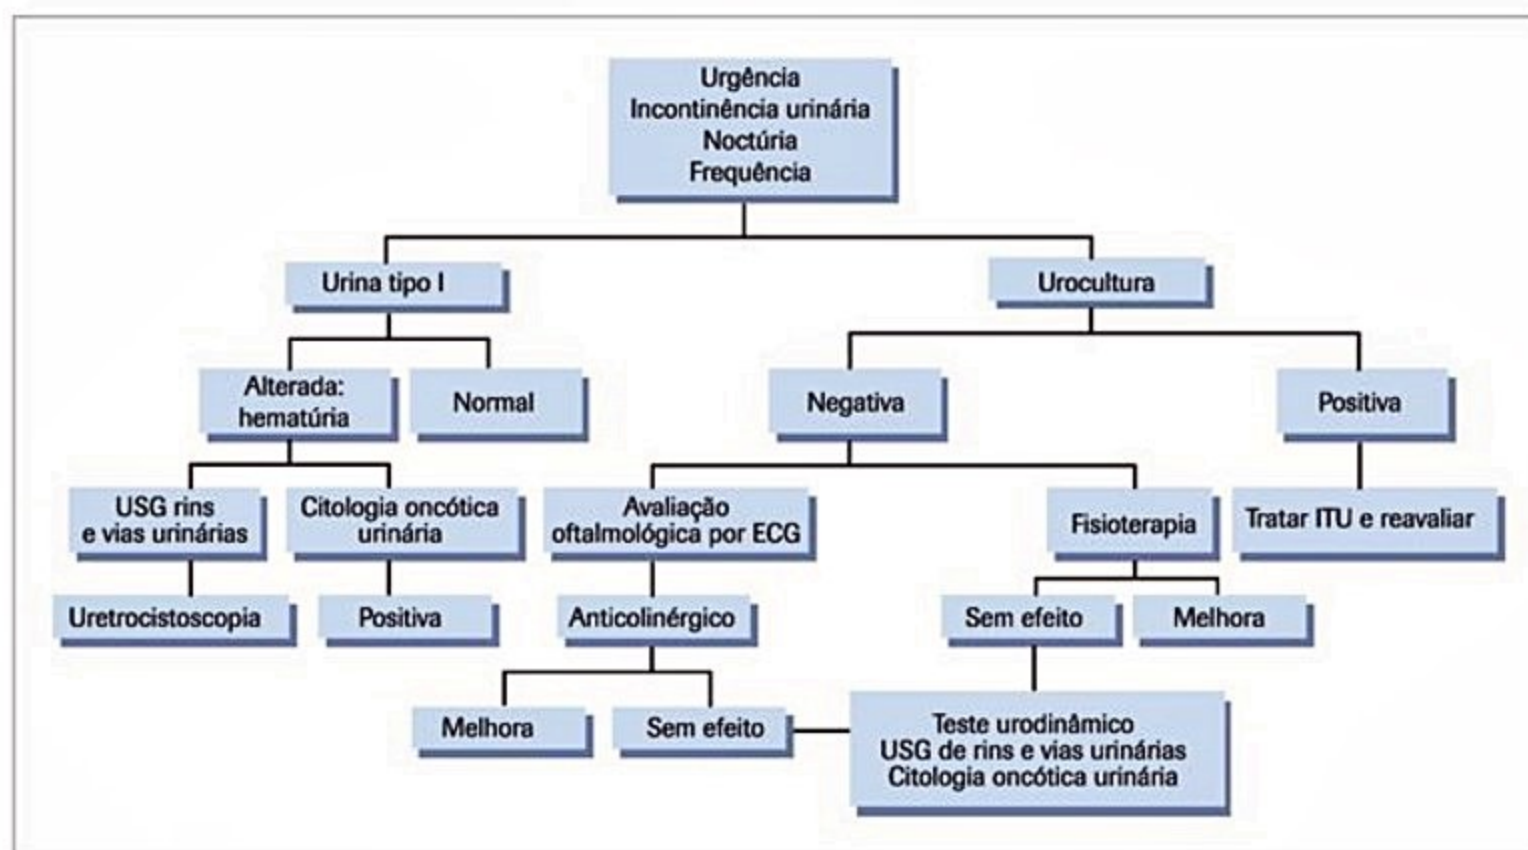 Urgência
Incontinência urinária
Noctúria
Frequência
Urina tipo I
Urocultura
Alterada:
hematúria
Normal
Negativa
Positiva
USG rins
e vias urinárias
Citologia oncótica
urinária
Avaliação
oftalmológica por ECG
Fisioterapia
Tratar ITU e reavaliar
Uretrocistoscopia
Positiva
Anticolinérgico
Sem efeito
Melhora
Melhora
Sem efeito
Teste urodinâmico
USG de rins e vias urinárias
Citologia oncótica urinária